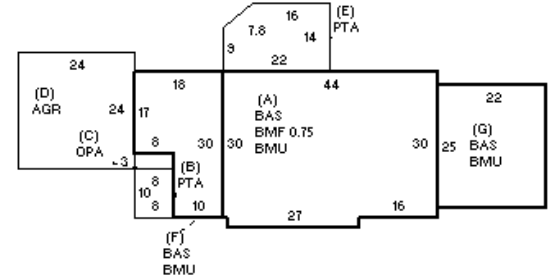 16
(E)
PTA
7.8
14
9
22
24
18
44
22
(D)
AGR
24
17
(A)
BAS
BMF 0.75
BMU
(G)
BAS
BMU
(C)
OPA
8
30
30
30
25
3
(B)
PTA
8
10
8
10
27
16
(F)
BAS
BMU